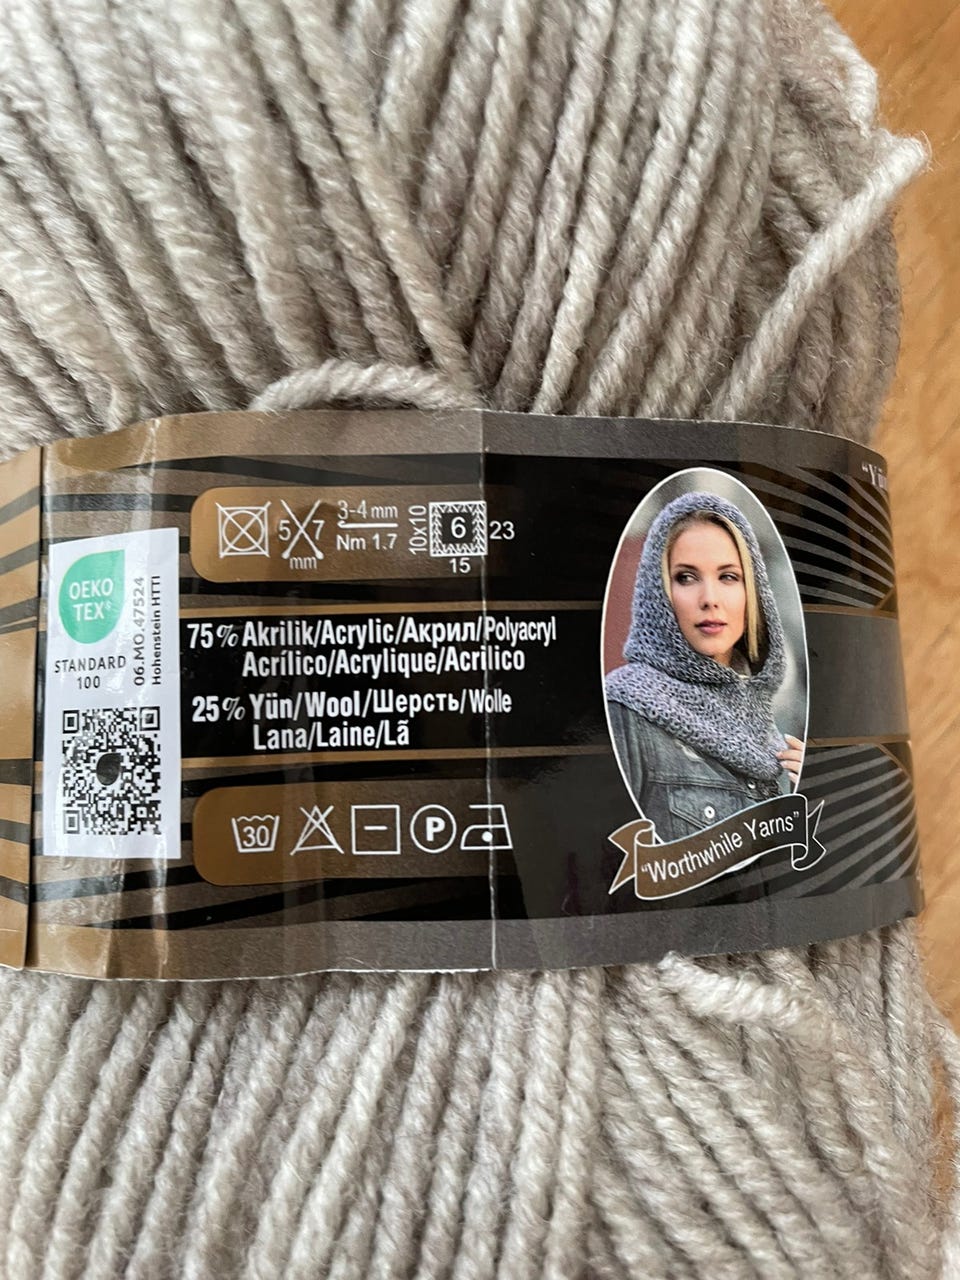 5 7
mm
3-4 mm
Nm 1.7
10x10
6
23
15
OEKO
TEX®
STANDARD
100
06.MO.47524
Hohenstein HTTI
75% Akrilik/Acrylic/Акрил/Polyacryl
Acrílico/Acrylique/Acrilico
25% Yün/Wool/Шерсть/Wolle
Lana/Laine/Lã
30
P
"Worthwhile Yarns"